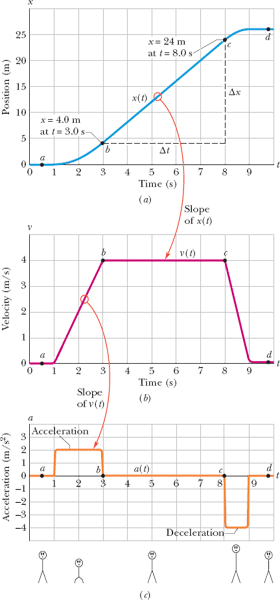 x
25
x = 24 m
at t = 8.0 s
c
d
20
Position (m)
15
x(t)
Δx
10
x = 4.0 m
at t = 3.0 s
5
a
b
Δt
0
0 1 2 3 4 5 6 7 8 9 t
Time (s)
(a)
Slope
of x(t)
v
b
v(t)
c
4
3
Velocity (m/s)
2
1
a
d
0
0 1 2 3 4 5 6 7 8 9 t
Time (s)
(b)
Slope
of v(t)
a
Acceleration
3
2
1
Acceleration (m/s²)
a
b
a(t)
c
d
0
1 2 3 4 5 6 7 8 9 t
−1
−2
−3
−4
Deceleration
(c)